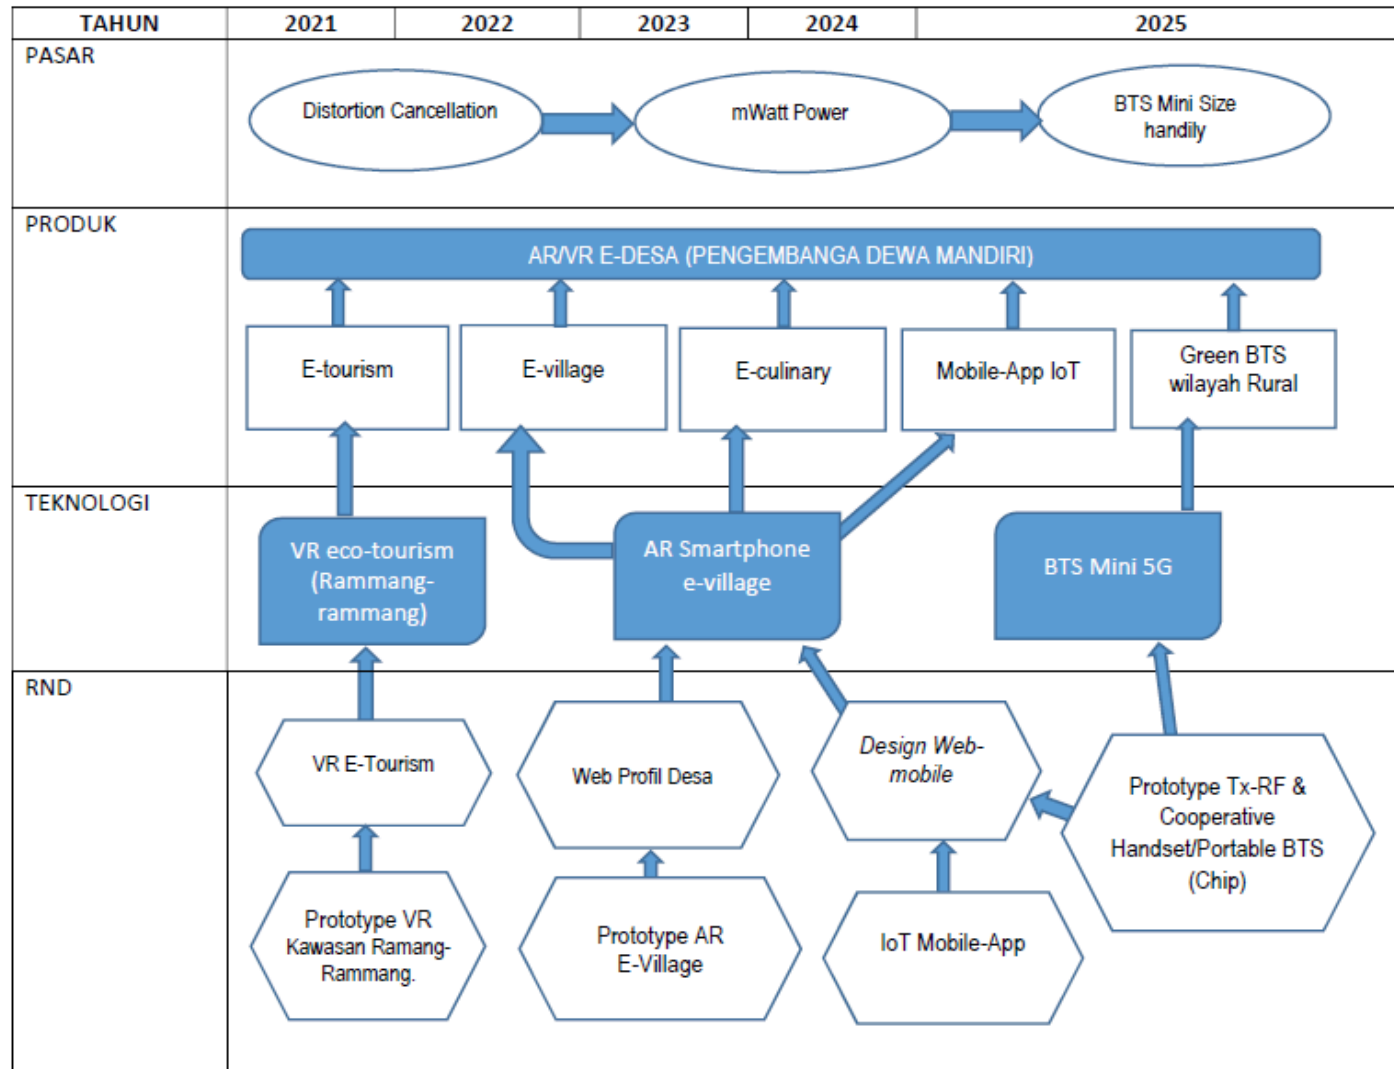 TAHUN 2021 2022 2023 2024 2025
PASAR
Distortion Cancellation
mWatt Power
BTS Mini Size
handily
PRODUK
AR/VR E-DESA (PENGEMBANGA DEWA MANDIRI)
E-tourism
E-village
E-culinary
Mobile-App IoT
Green BTS
wilayah Rural
TEKNOLOGI
VR eco-tourism
(Rammang-
rammang)
AR Smartphone
e-village
BTS Mini 5G
RND
VR E-Tourism
Web Profil Desa
Design Web-
mobile
Prototype Tx-RF &
Cooperative
Handset/Portable BTS
(Chip)
Prototype VR
Kawasan Ramang-
Rammang.
Prototype AR
E-Village
IoT Mobile-App